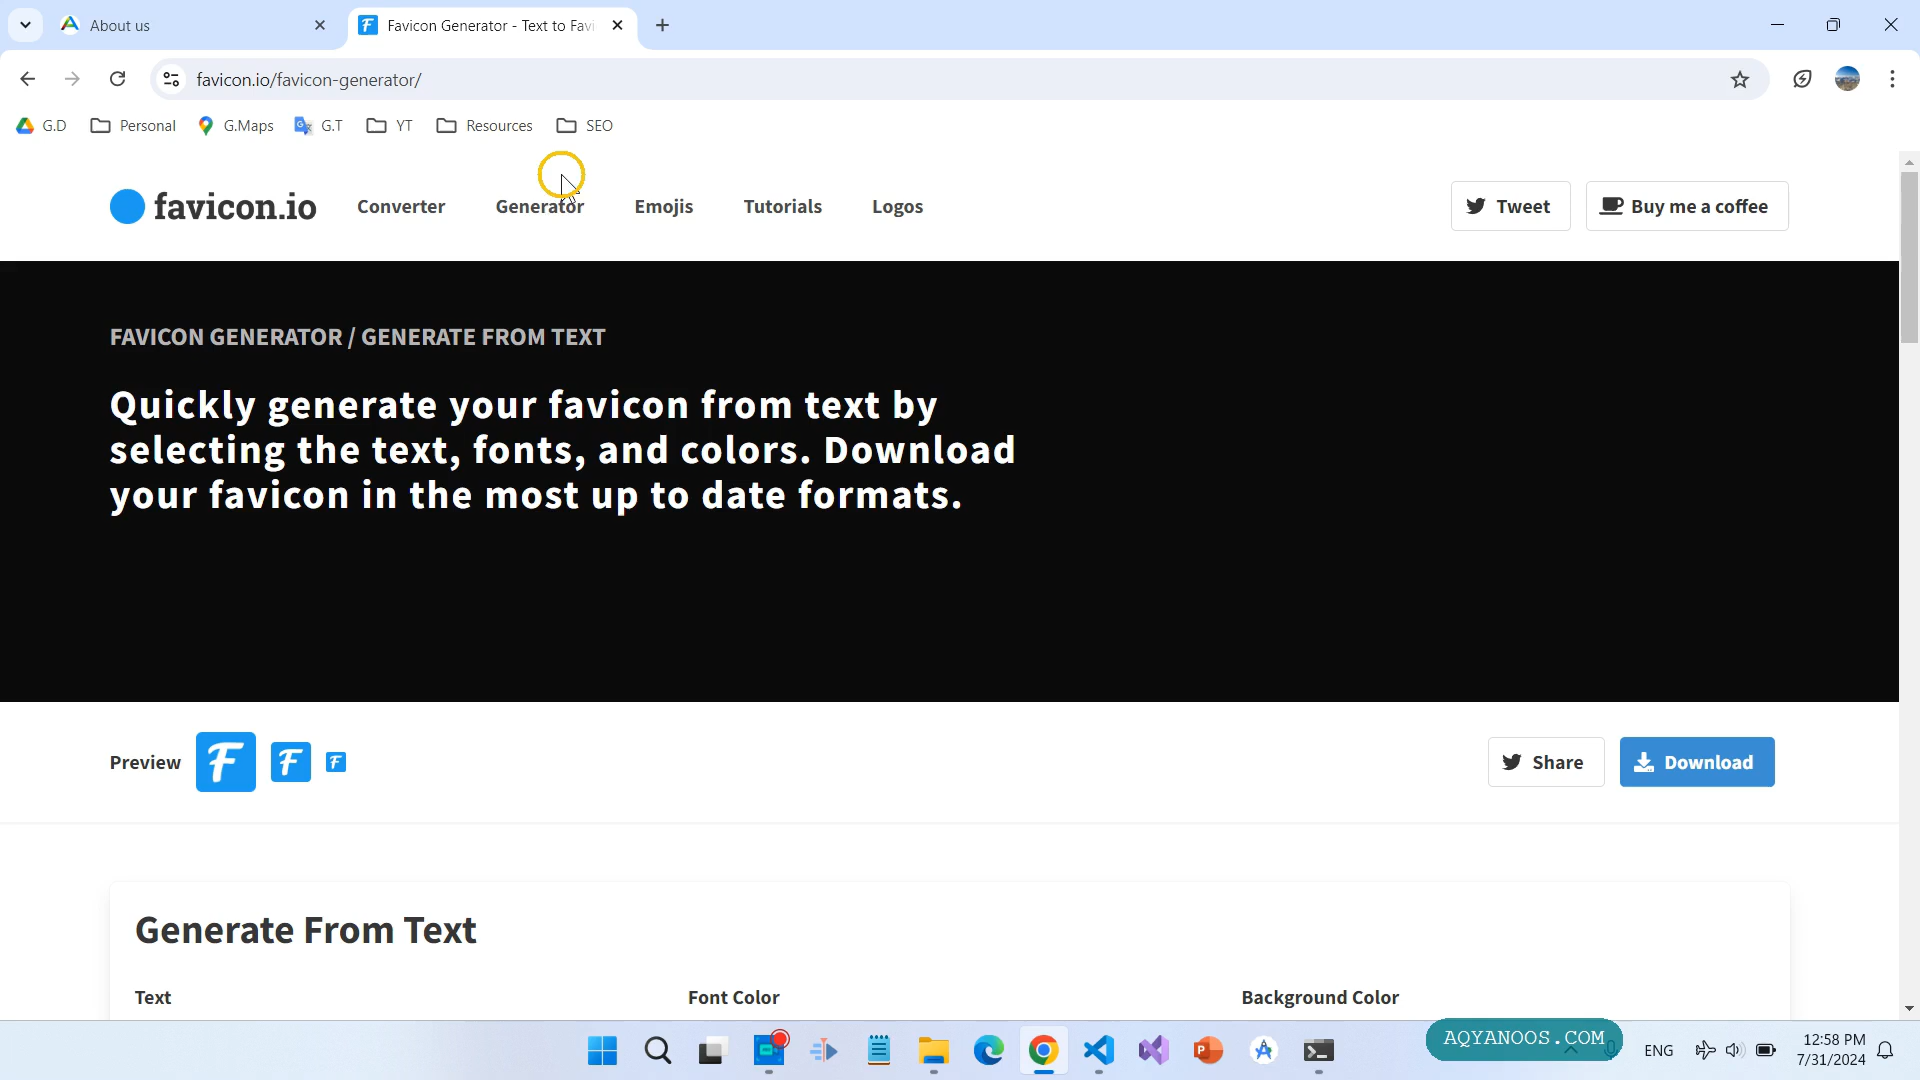 About us
Favicon Generator - Text to Favi
favicon.io/favicon-generator/
G.D
Personal
G.Maps
G.T
YT
Resources
SEO
favicon.io
Converter
Generator
Emojis
Tutorials
Logos
Tweet
Buy me a coffee
FAVICON GENERATOR / GENERATE FROM TEXT
Quickly generate your favicon from text by
selecting the text, fonts, and colors. Download
your favicon in the most up to date formats.
Preview
F
F
F
Share
Download
Generate From Text
Text
Font Color
Background Color
AQYANOOS.COM
ENG
12:58 PM
7/31/2024